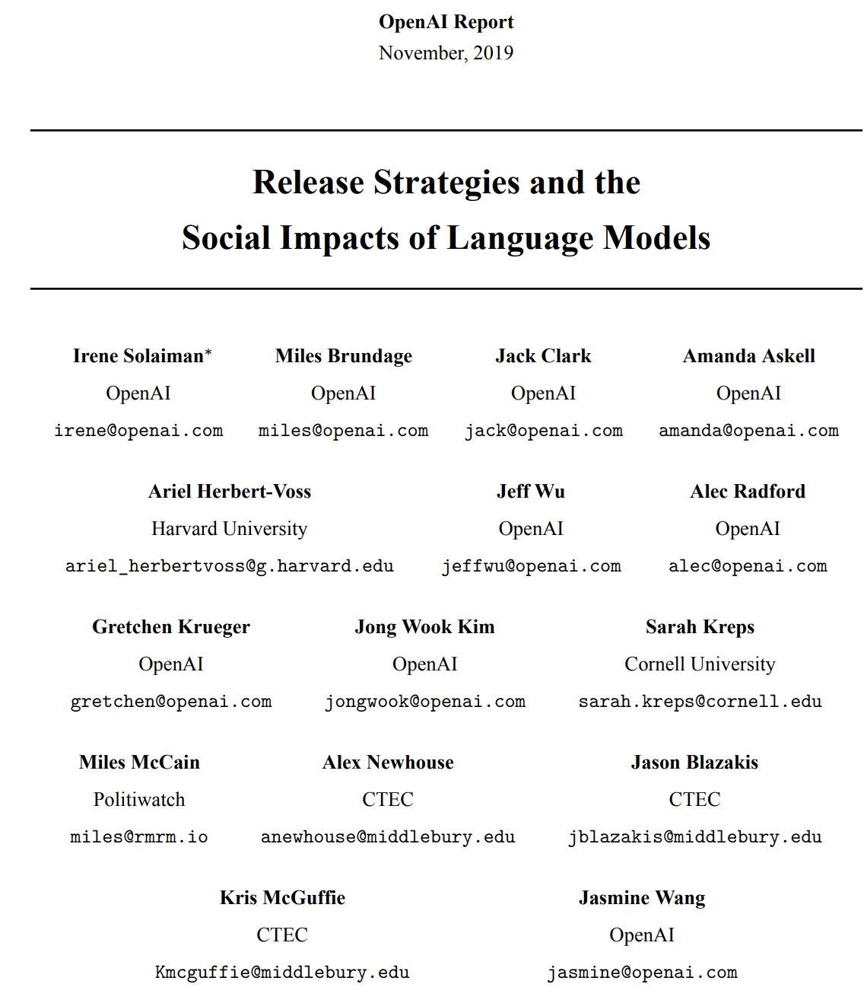 OpenAI Report
November, 2019
Release Strategies and the
Social Impacts of Language Models
Irene Solaiman* Miles Brundage Jack Clark Amanda Askell
OpenAI OpenAI OpenAI OpenAI
irene@openai.com miles@openai.com jack@openai.com amanda@openai.com
Ariel Herbert-Voss Jeff Wu Alec Radford
Harvard University OpenAI OpenAI
ariel_herbertvoss@g.harvard.edu jeffwu@openai.com alec@openai.com
Gretchen Krueger Jong Wook Kim Sarah Kreps
OpenAI OpenAI Cornell University
gretchen@openai.com jongwook@openai.com sarah.kreps@cornell.edu
Miles McCain Alex Newhouse Jason Blazakis
Politiwatch CTEC CTEC
miles@rmrm.io anewhouse@middlebury.edu jblazakis@middlebury.edu
Kris McGuffie Jasmine Wang
CTEC OpenAI
Kmcguffie@middlebury.edu jasmine@openai.com